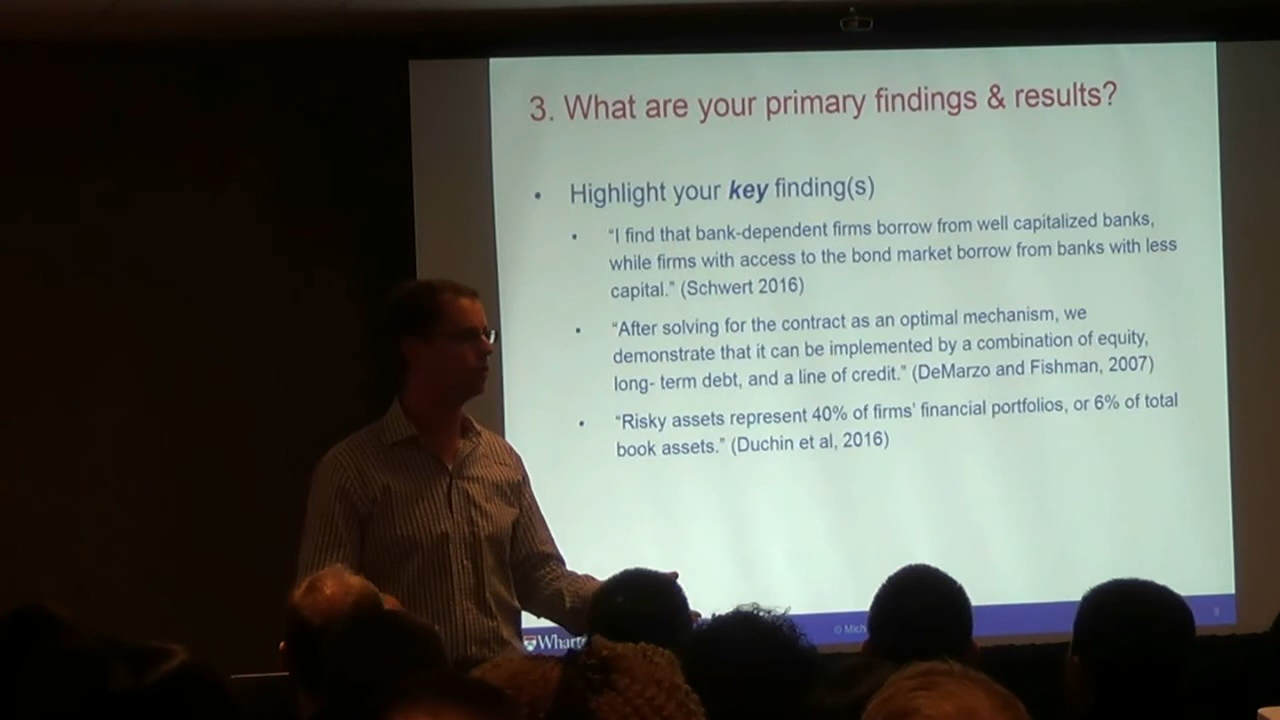 3. What are your primary findings & results?
• Highlight your key finding(s)
• “I find that bank-dependent firms borrow from well capitalized banks,
while firms with access to the bond market borrow from banks with less
capital.” (Schwert 2016)
• “After solving for the contract as an optimal mechanism, we
demonstrate that it can be implemented by a combination of equity,
long- term debt, and a line of credit.” (DeMarzo and Fishman, 2007)
• “Risky assets represent 40% of firms’ financial portfolios, or 6% of total
book assets.” (Duchin et al, 2016)
© Mich